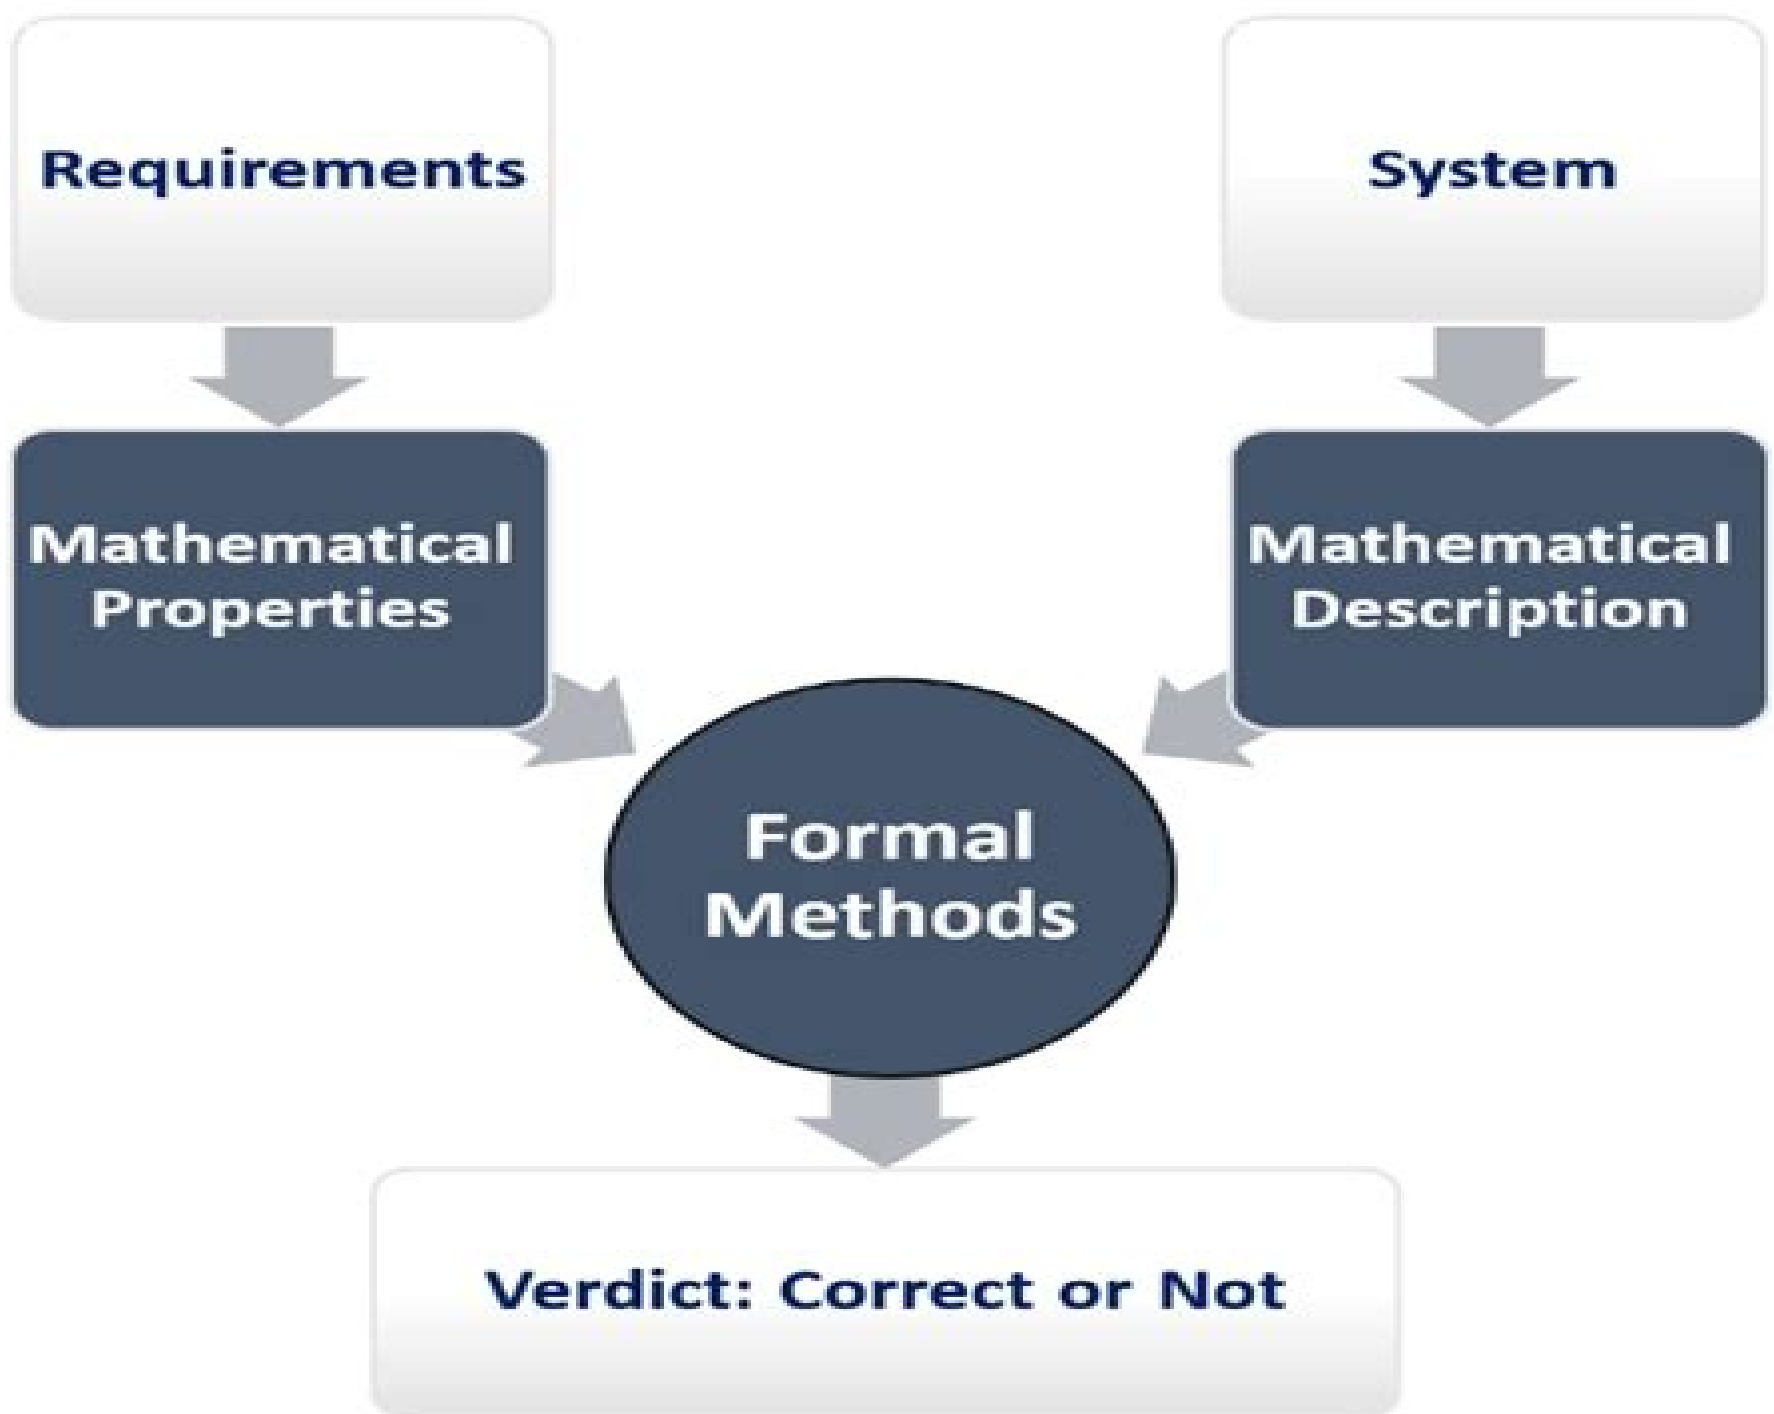 Requirements
System
Mathematical
Properties
Mathematical
Description
Formal
Methods
Verdict: Correct or Not